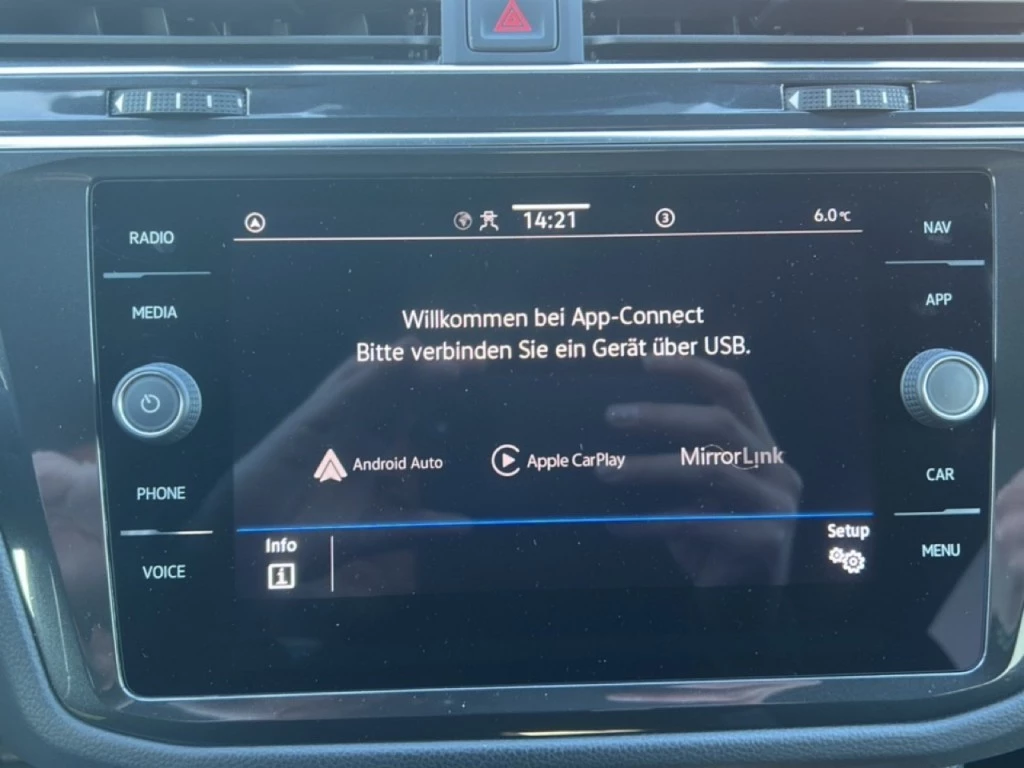 RADIO
MEDIA
PHONE
VOICE
14:21
3
6.0°C
Willkommen bei App-Connect
Bitte verbinden Sie ein Gerät über USB.
Android Auto
Apple CarPlay
MirrorLink
Info
Setup
NAV
APP
CAR
MENU